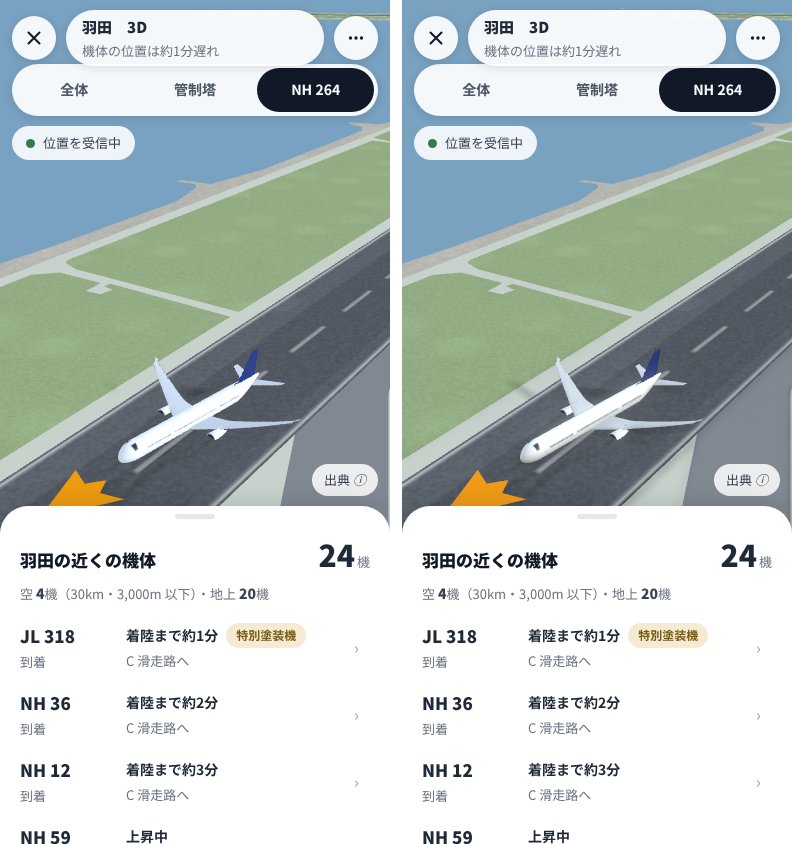 羽田 3D
機体の位置は約1分遅れ
全体 管制塔 NH 264
位置を受信中
出典
羽田の近くの機体 24機
空 4機（30km・3,000m 以下）・地上 20機
JL 318 着陸まで約1分 特別塗装機
到着 C 滑走路へ
NH 36 着陸まで約2分
到着 C 滑走路へ
NH 12 着陸まで約3分
到着 C 滑走路へ
NH 59 上昇中
羽田 3D
機体の位置は約1分遅れ
全体 管制塔 NH 264
位置を受信中
出典
羽田の近くの機体 24機
空 4機（30km・3,000m 以下）・地上 20機
JL 318 着陸まで約1分 特別塗装機
到着 C 滑走路へ
NH 36 着陸まで約2分
到着 C 滑走路へ
NH 12 着陸まで約3分
到着 C 滑走路へ
NH 59 上昇中